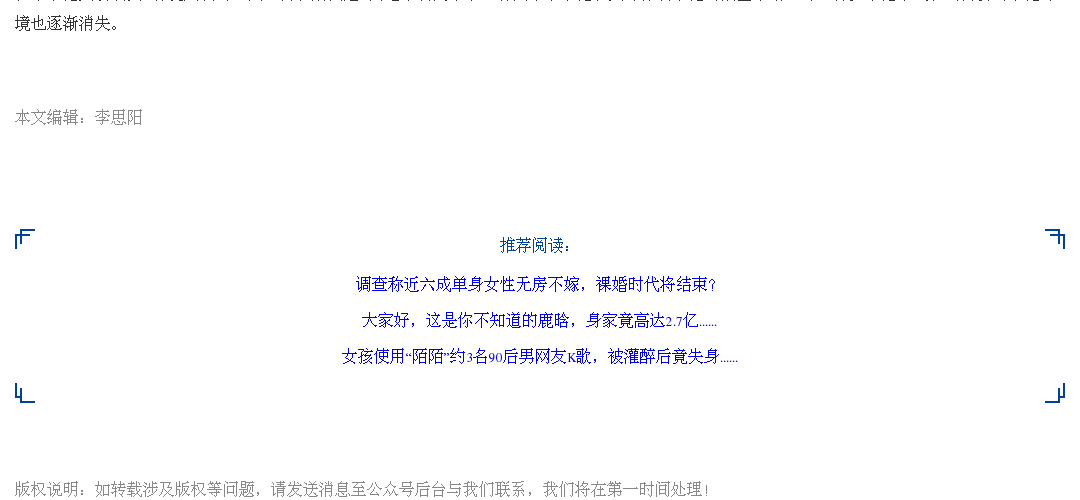 境也逐渐消失。
本文编辑：李思阳
推荐阅读：
调查称近六成单身女性无房不嫁，裸婚时代将结束？
大家好，这是你不知道的鹿晗，身家竟高达2.7亿......
女孩使用“陌陌”约3名90后男网友K歌，被灌醉后竟失身......
版权说明：如转载涉及版权等问题，请发送消息至公众号后台与我们联系，我们将在第一时间处理！